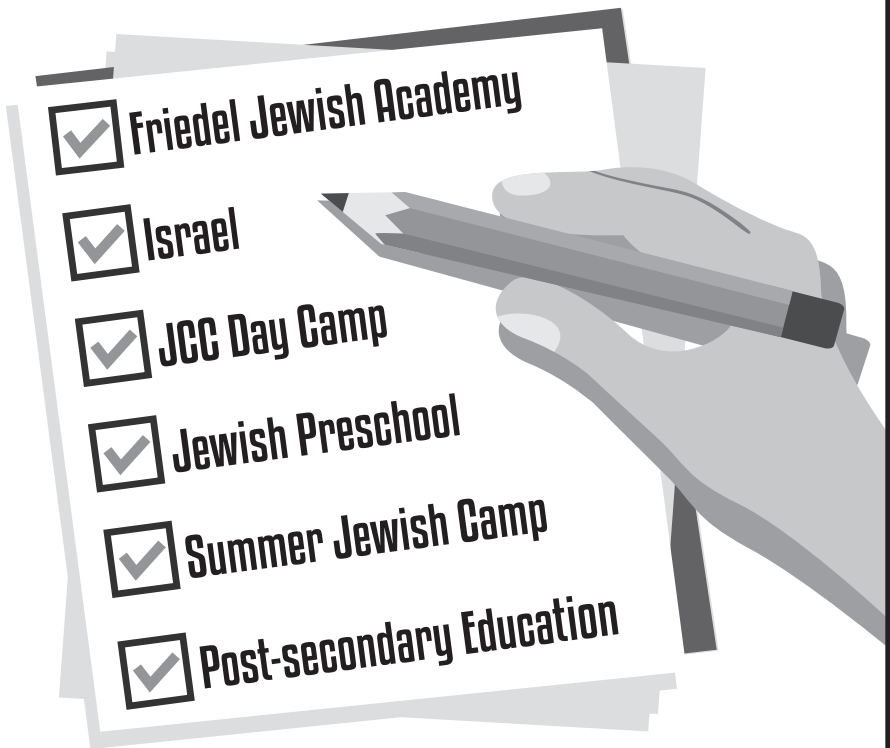 Friedel Jewish Academy
Israel
JCC Day Camp
Jewish Preschool
Summer Jewish Camp
Post-secondary Education